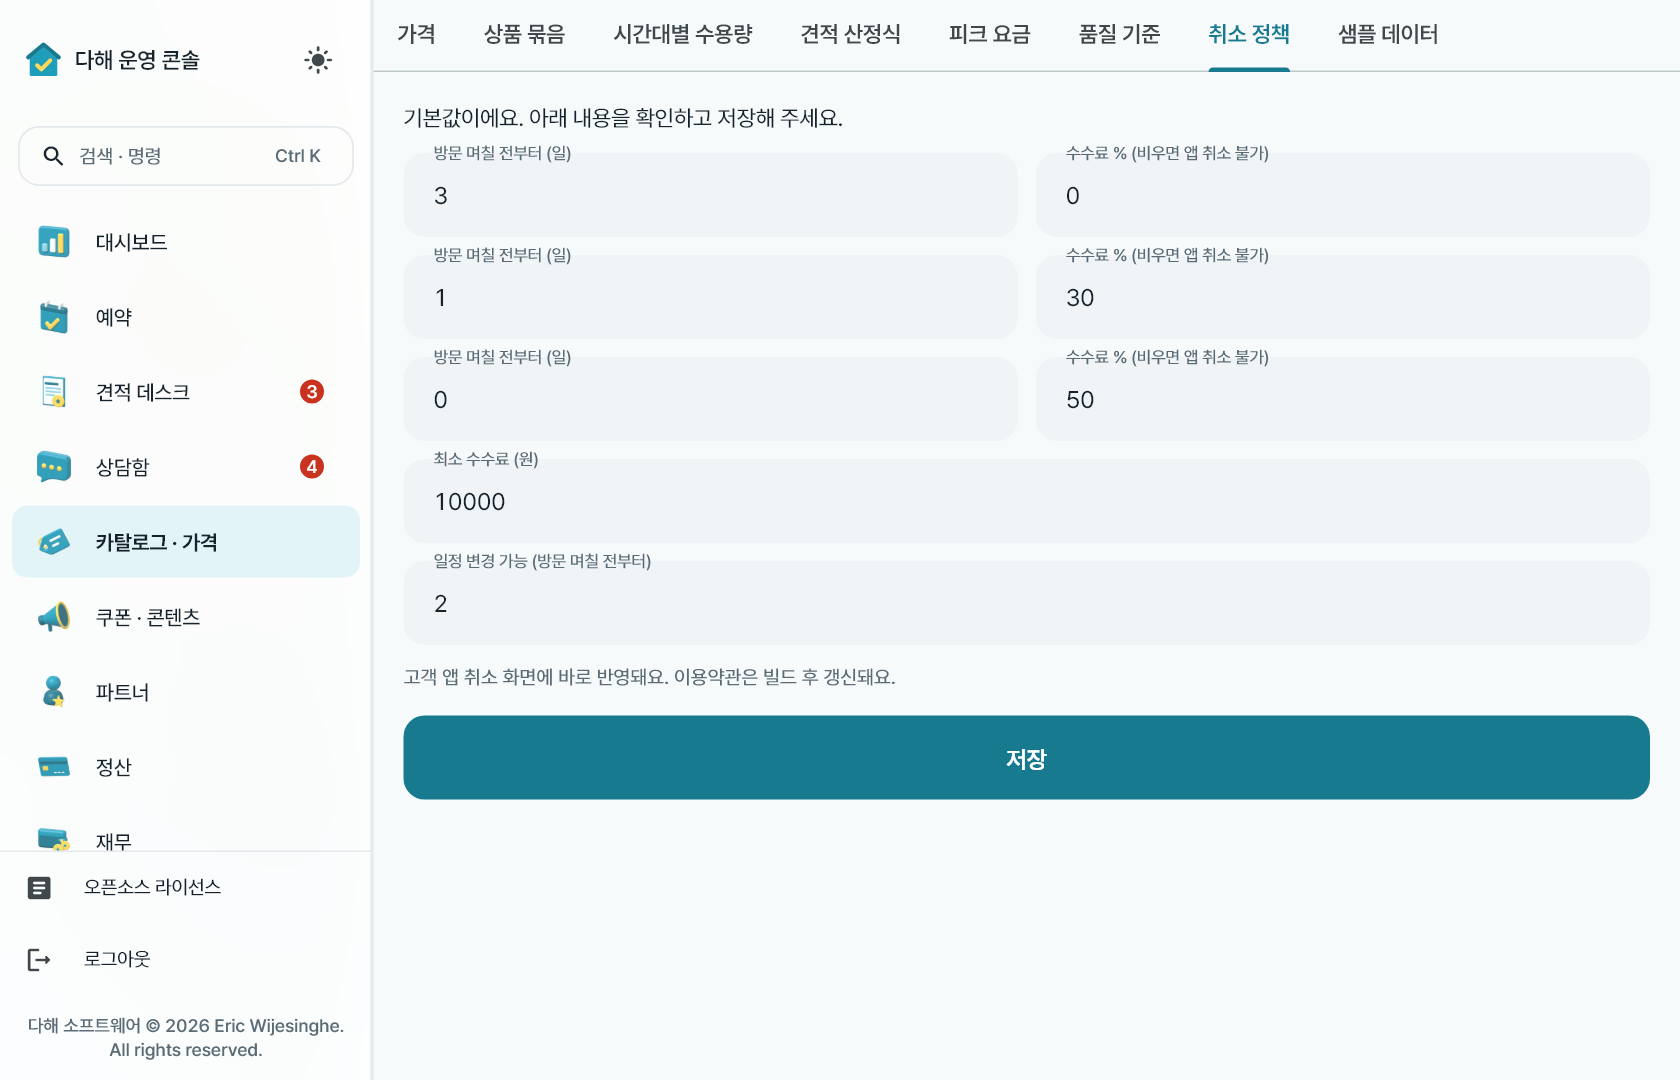 다해 운영 콘솔
검색 · 명령
Ctrl K
대시보드
예약
견적 데스크
3
상담함
4
카탈로그 · 가격
쿠폰 · 콘텐츠
파트너
정산
재무
오픈소스 라이선스
로그아웃
다해 소프트웨어 © 2026 Eric Wijesinghe.
All rights reserved.
가격
상품 묶음
시간대별 수용량
견적 산정식
피크 요금
품질 기준
취소 정책
샘플 데이터
기본값이에요. 아래 내용을 확인하고 저장해 주세요.
방문 며칠 전부터 (일)
3
수수료 % (비우면 앱 취소 불가)
0
방문 며칠 전부터 (일)
1
수수료 % (비우면 앱 취소 불가)
30
방문 며칠 전부터 (일)
0
수수료 % (비우면 앱 취소 불가)
50
최소 수수료 (원)
10000
일정 변경 가능 (방문 며칠 전부터)
2
고객 앱 취소 화면에 바로 반영돼요. 이용약관은 빌드 후 갱신돼요.
저장